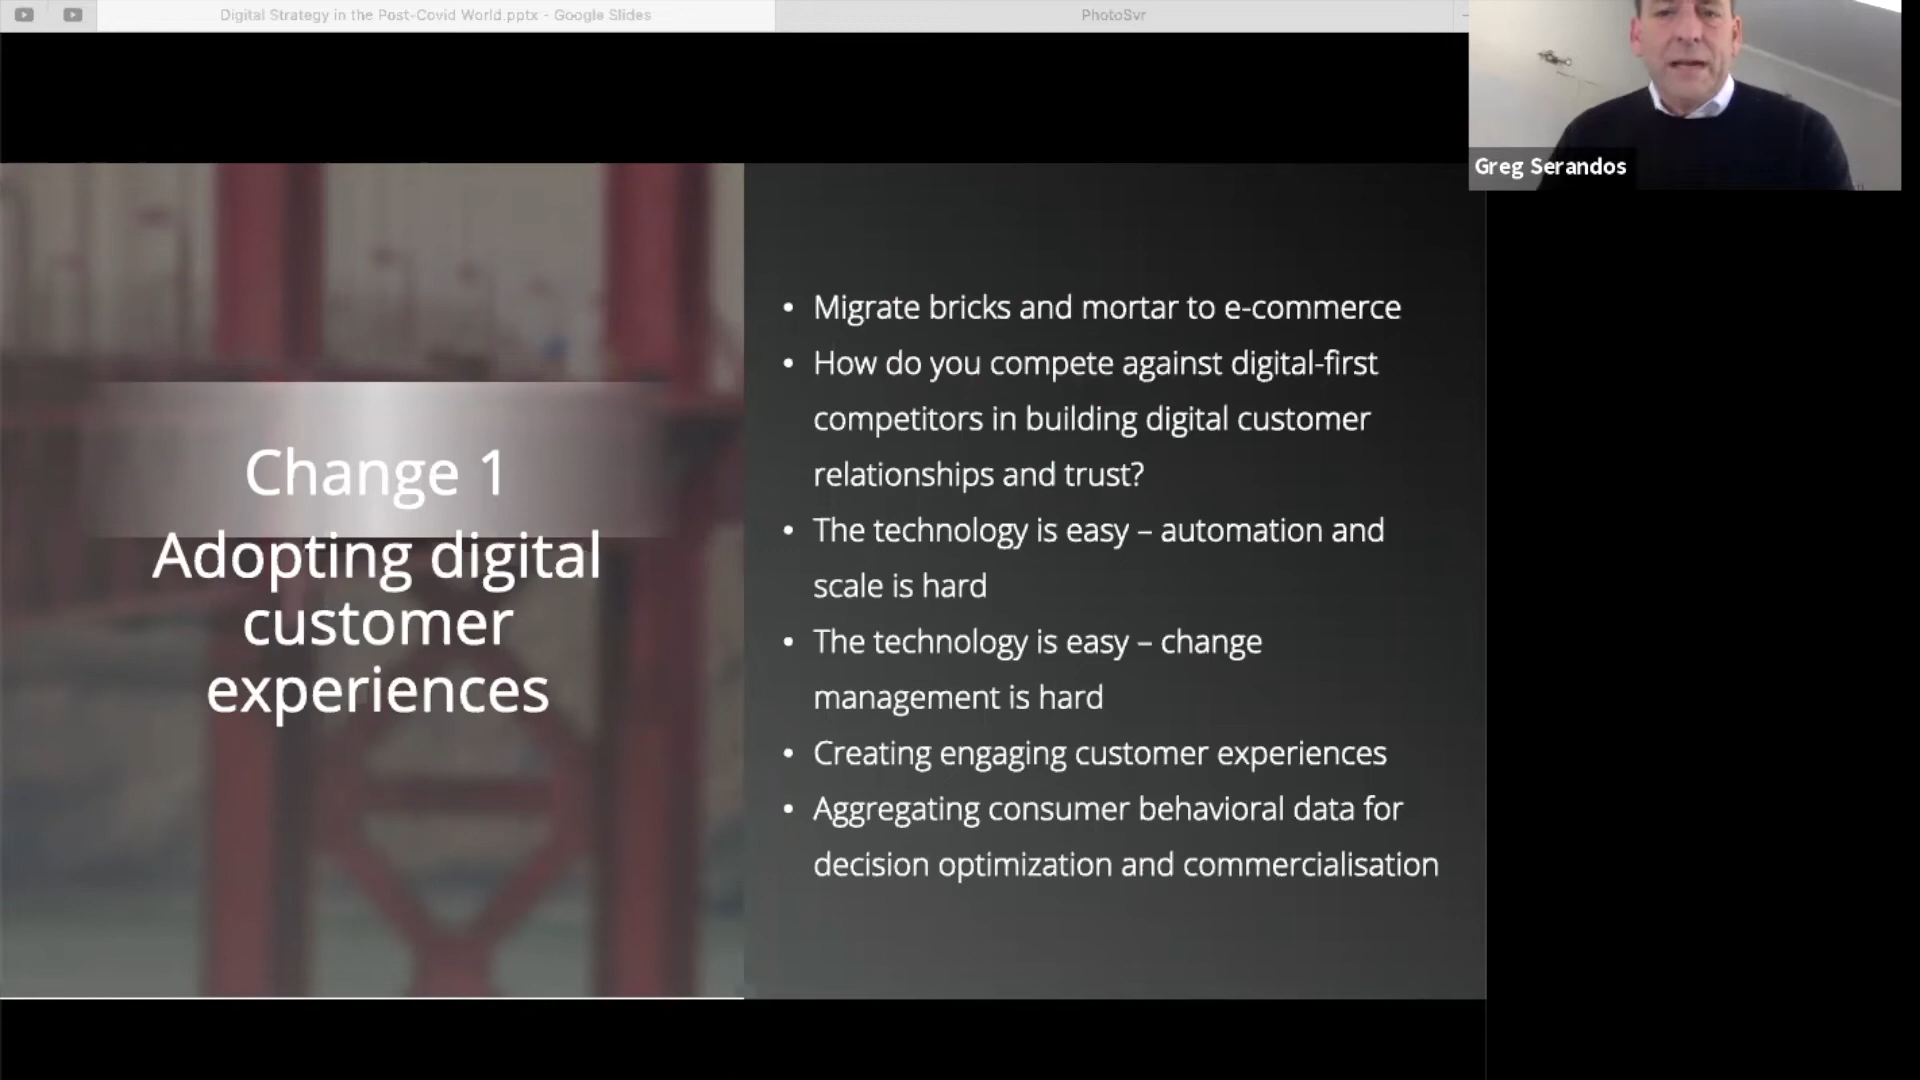 Digital Strategy in the Post-Covid World.pptx - Google Slides
PhotoSvr
Greg Serandos
Change 1
Adopting digital
customer
experiences
• Migrate bricks and mortar to e-commerce
• How do you compete against digital-first
competitors in building digital customer
relationships and trust?
• The technology is easy – automation and
scale is hard
• The technology is easy – change
management is hard
• Creating engaging customer experiences
• Aggregating consumer behavioral data for
decision optimization and commercialisation